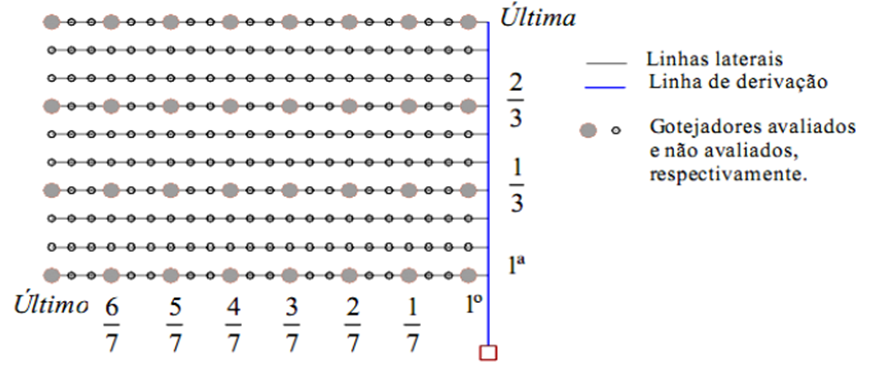 Última
Linhas laterais
Linha de derivação
2/3
Gotejadores avaliados
e não avaliados,
respectivamente.
1/3
1ª
Último 6/7 5/7 4/7 3/7 2/7 1/7 1º